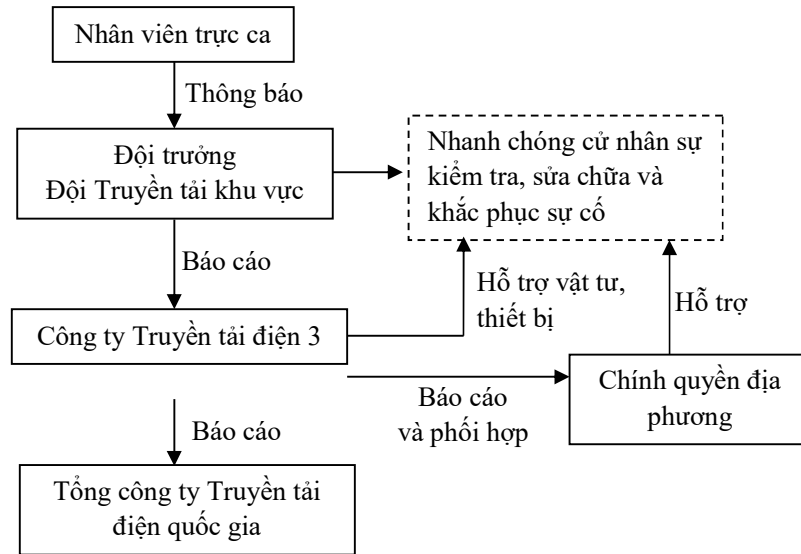 Nhân viên trực ca
Thông báo
Đội trưởng
Đội Truyền tải khu vực
Nhanh chóng cử nhân sự
kiểm tra, sửa chữa và
khắc phục sự cố
Báo cáo
Hỗ trợ vật tư,
thiết bị
Hỗ trợ
Công ty Truyền tải điện 3
Báo cáo
và phối hợp
Chính quyền địa
phương
Báo cáo
Tổng công ty Truyền tải
điện quốc gia